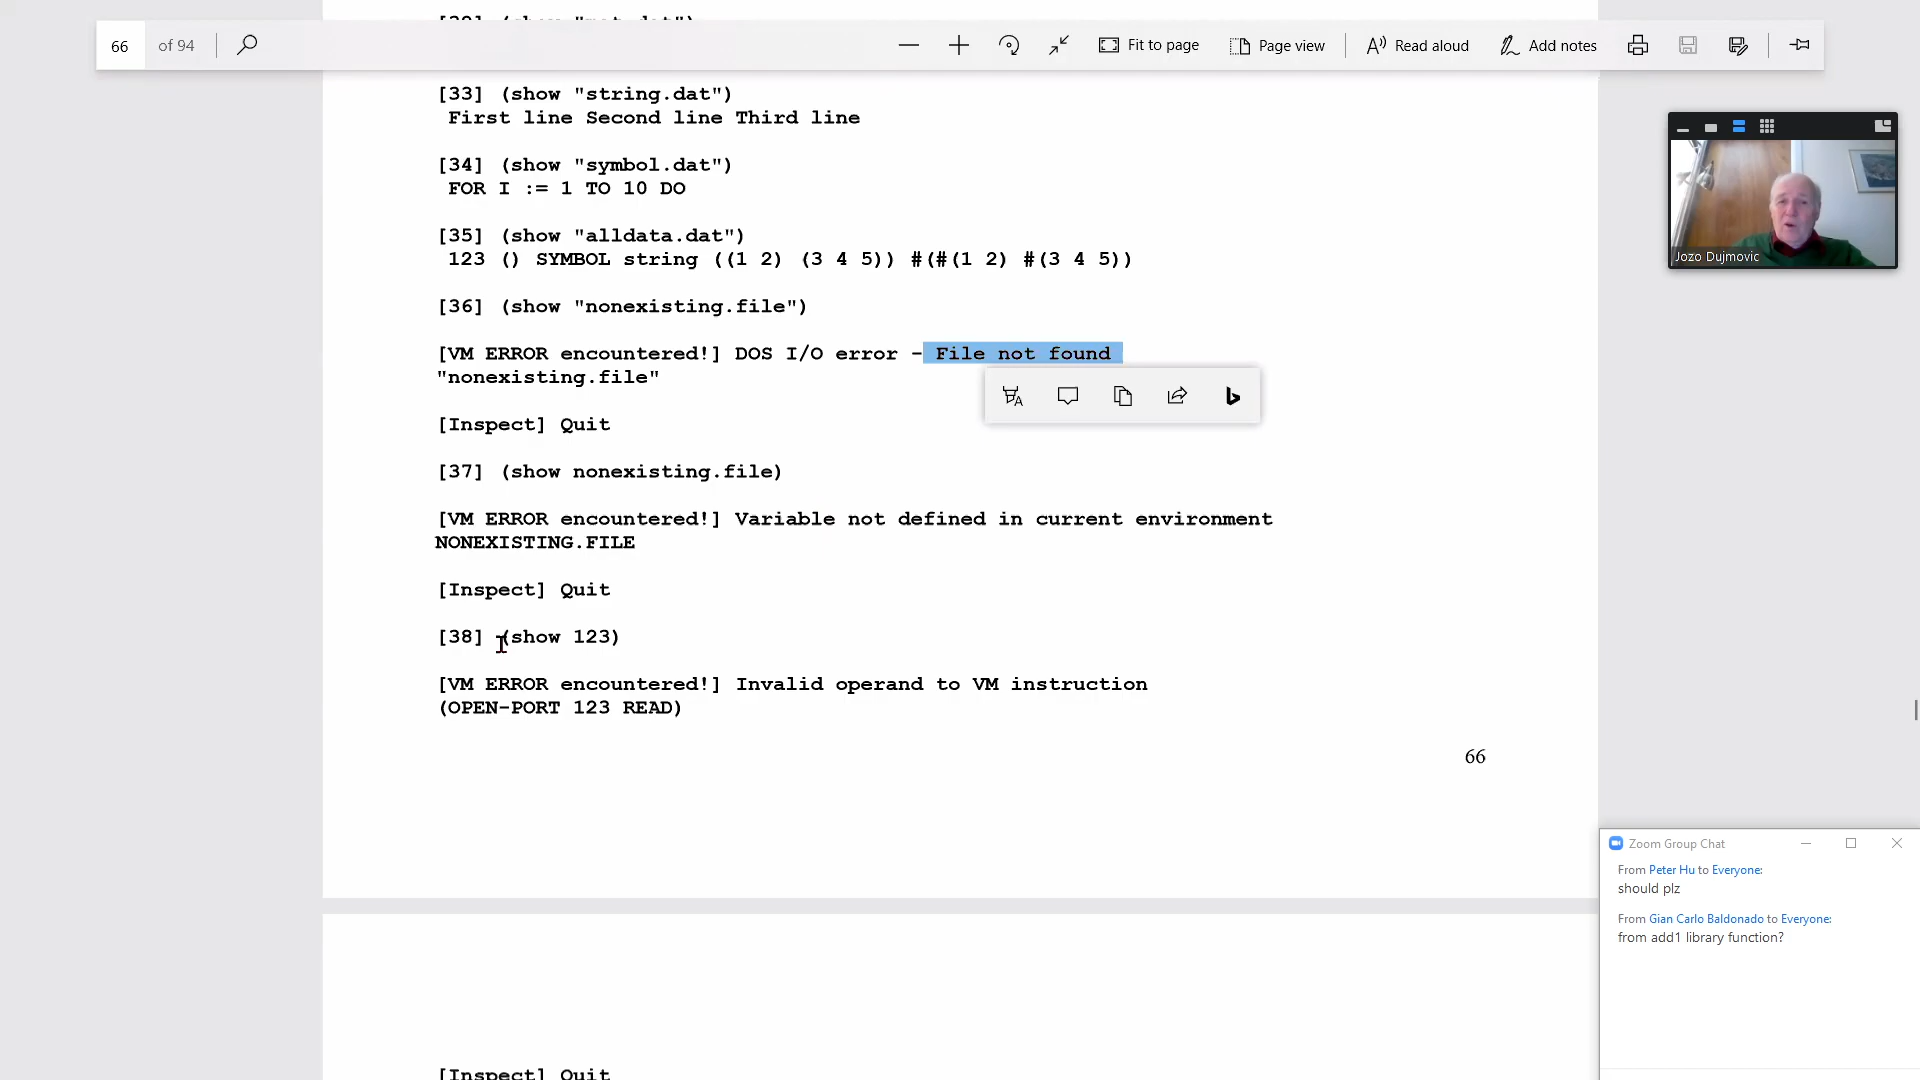 66 of 94 Fit to page Page view Read aloud Add notes
[33] (show "string.dat")
First line Second line Third line
[34] (show "symbol.dat")
FOR I := 1 TO 10 DO
[35] (show "alldata.dat")
123 () SYMBOL string ((1 2) (3 4 5)) #(#(1 2) #(3 4 5))
[36] (show "nonexisting.file")
[VM ERROR encountered!] DOS I/O error - File not found
"nonexisting.file"
[Inspect] Quit
[37] (show nonexisting.file)
[VM ERROR encountered!] Variable not defined in current environment
NONEXISTING.FILE
[Inspect] Quit
[38] (show 123)
[VM ERROR encountered!] Invalid operand to VM instruction
(OPEN-PORT 123 READ)
66
[Inspect] Quit
Jozo Dujmovic
Zoom Group Chat
From Peter Hu to Everyone:
should plz
From Gian Carlo Baldonado to Everyone:
from add1 library function?